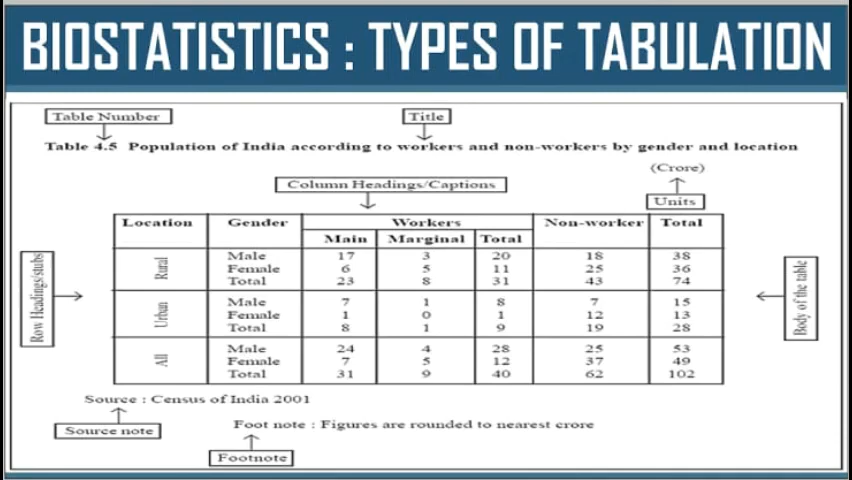 BIOSTATISTICS : TYPES OF TABULATION
Table Number
Title
Table 4.5 Population of India according to workers and non-workers by gender and location
(Crore)
Column Headings/Captions
Units
Location Gender Workers Non-worker Total
Main Marginal Total
Row Headings/stubs
Rural
Male 17 3 20 18 38
Female 6 5 11 25 36
Total 23 8 31 43 74
Urban
Male 7 1 8 7 15
Female 1 0 1 12 13
Total 8 1 9 19 28
All
Male 24 4 28 25 53
Female 7 5 12 37 49
Total 31 9 40 62 102
Body of the table
Source : Census of India 2001
Source note
Foot note : Figures are rounded to nearest crore
Footnote